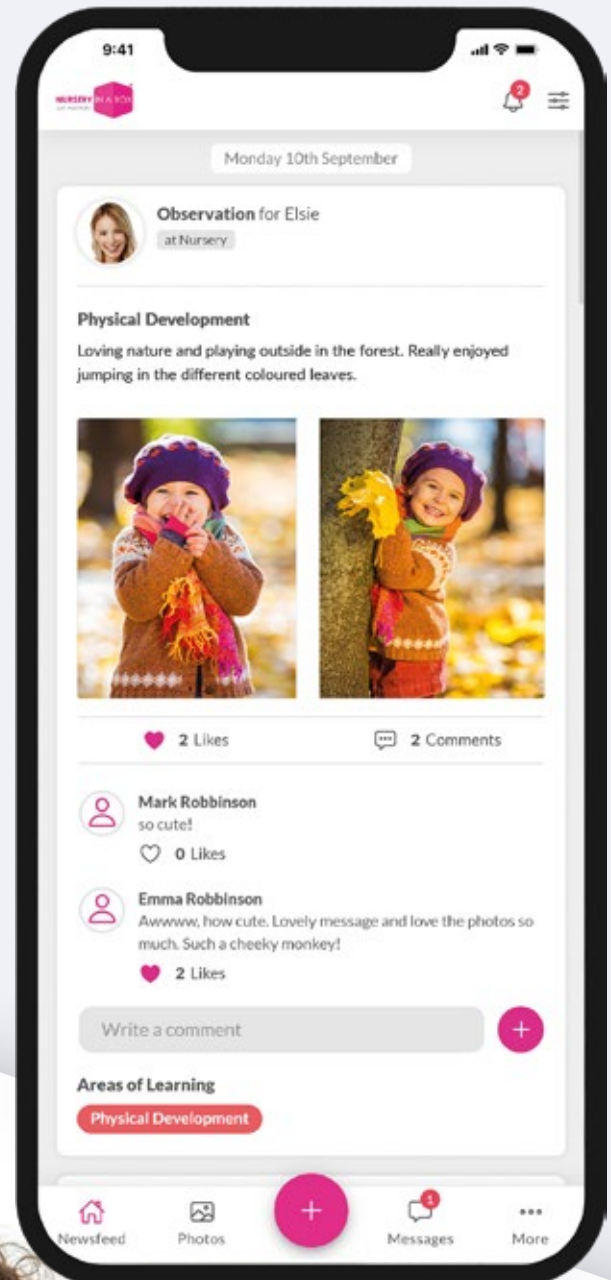 9:41
NURSERY IN A BOX
2
Monday 10th September
Observation for Elsie
at Nursery
Physical Development
Loving nature and playing outside in the forest. Really enjoyed
jumping in the different coloured leaves.
2 Likes
2 Comments
Mark Robbinson
so cute!
0 Likes
Emma Robbinson
Awwww, how cute. Lovely message and love the photos so
much. Such a cheeky monkey!
2 Likes
Write a comment
Areas of Learning
Physical Development
1
Newsfeed
Photos
Messages
More